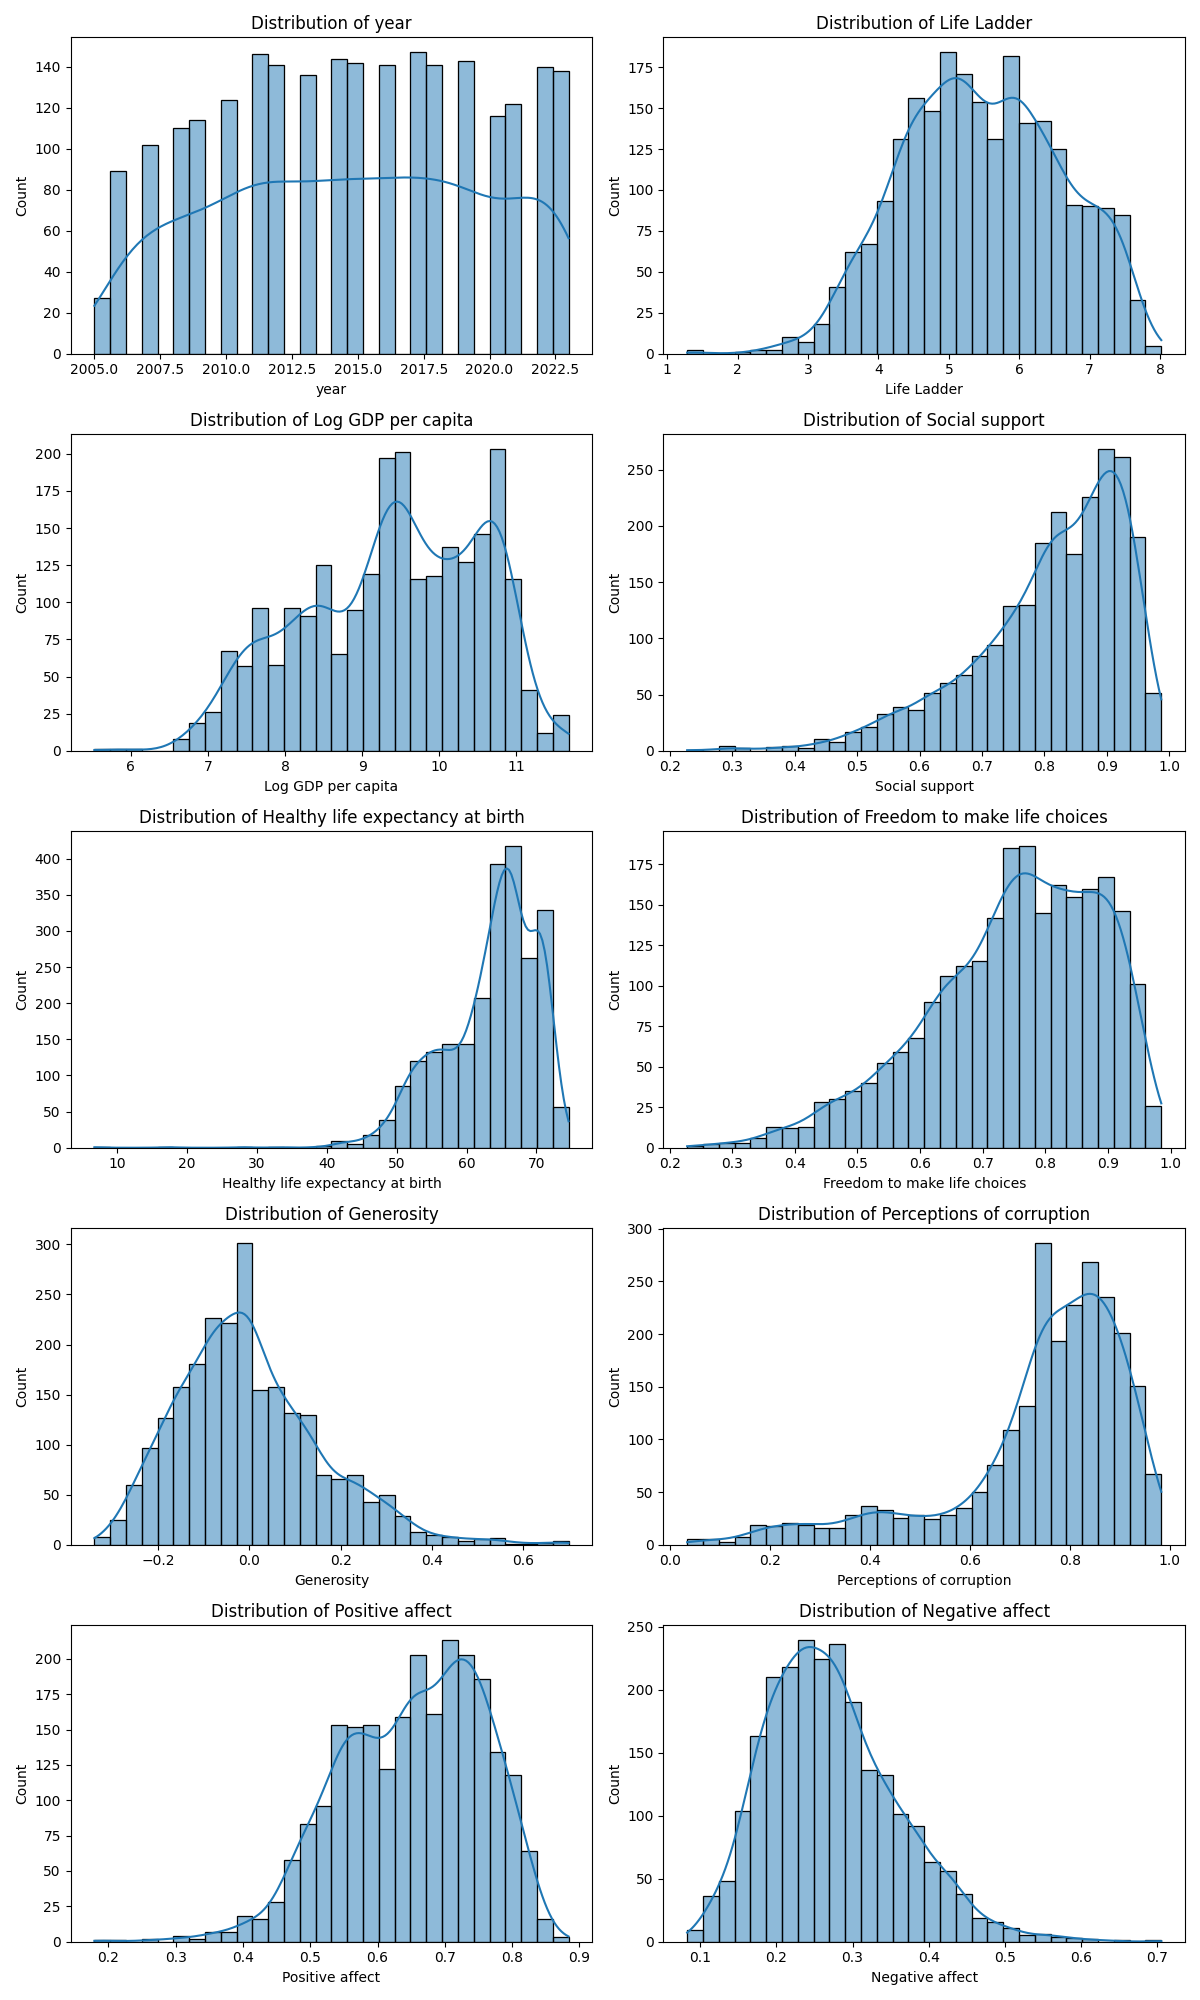 Distribution of year
Count
140
120
100
80
60
40
20
0
2005.0 2007.5 2010.0 2012.5 2015.0 2017.5 2020.0 2022.5
year
Distribution of Life Ladder
Count
175
150
125
100
75
50
25
0
1 2 3 4 5 6 7 8
Life Ladder
Distribution of Log GDP per capita
Count
200
175
150
125
100
75
50
25
0
6 7 8 9 10 11
Log GDP per capita
Distribution of Social support
Count
250
200
150
100
50
0
0.2 0.3 0.4 0.5 0.6 0.7 0.8 0.9 1.0
Social support
Distribution of Healthy life expectancy at birth
Count
400
350
300
250
200
150
100
50
0
10 20 30 40 50 60 70
Healthy life expectancy at birth
Distribution of Freedom to make life choices
Count
175
150
125
100
75
50
25
0
0.2 0.3 0.4 0.5 0.6 0.7 0.8 0.9 1.0
Freedom to make life choices
Distribution of Generosity
Count
300
250
200
150
100
50
0
−0.2 0.0 0.2 0.4 0.6
Generosity
Distribution of Perceptions of corruption
Count
300
250
200
150
100
50
0
0.0 0.2 0.4 0.6 0.8 1.0
Perceptions of corruption
Distribution of Positive affect
Count
200
175
150
125
100
75
50
25
0
0.2 0.3 0.4 0.5 0.6 0.7 0.8 0.9
Positive affect
Distribution of Negative affect
Count
250
200
150
100
50
0
0.1 0.2 0.3 0.4 0.5 0.6 0.7
Negative affect